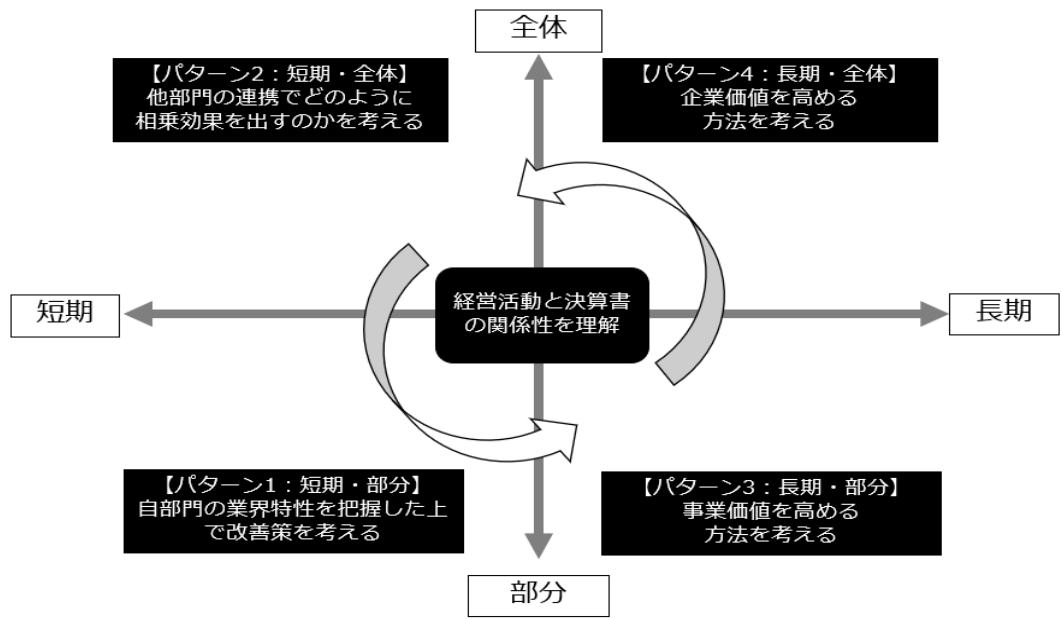 全体
【パターン2：短期・全体】
他部門の連携でどのように
相乗効果を出すのかを考える
【パターン4：長期・全体】
企業価値を高める
方法を考える
短期
経営活動と決算書
の関係性を理解
長期
【パターン1：短期・部分】
自部門の業界特性を把握した上
で改善策を考える
【パターン3：長期・部分】
事業価値を高める
方法を考える
部分